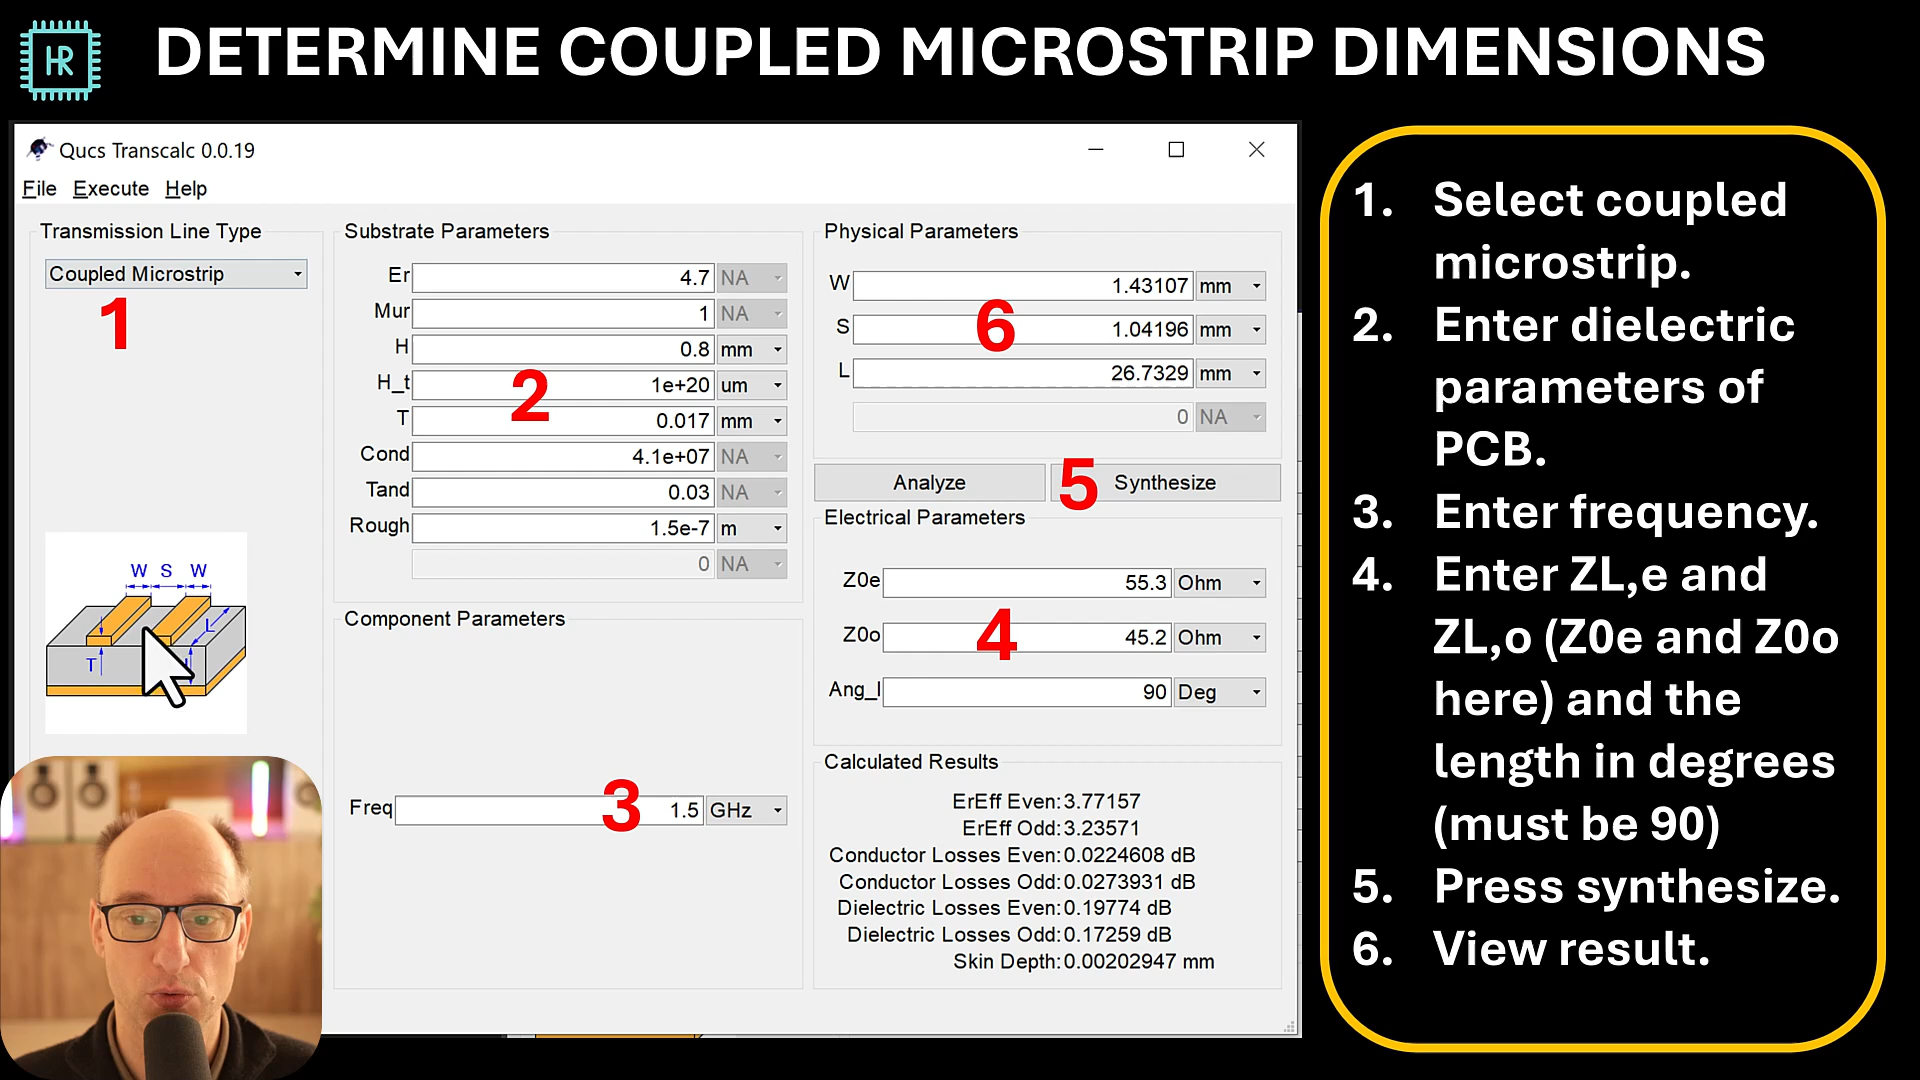 HR
DETERMINE COUPLED MICROSTRIP DIMENSIONS
Qucs Transcalc 0.0.19
File Execute Help
Transmission Line Type
Coupled Microstrip
1
W S W
L
T
Substrate Parameters
Er 4.7 NA
Mur 1 NA
H 0.8 mm
H_t 1e+20 um
2
T 0.017 mm
Cond 4.1e+07 NA
Tand 0.03 NA
Rough 1.5e-7 m
0 NA
Component Parameters
Freq 3 1.5 GHz
Physical Parameters
W 1.43107 mm
6
S 1.04196 mm
L 26.7329 mm
0 NA
Analyze 5 Synthesize
Electrical Parameters
Z0e 55.3 Ohm
Z0o 4 45.2 Ohm
Ang_l 90 Deg
Calculated Results
ErEff Even: 3.77157
ErEff Odd: 3.23571
Conductor Losses Even: 0.0224608 dB
Conductor Losses Odd: 0.0273931 dB
Dielectric Losses Even: 0.19774 dB
Dielectric Losses Odd: 0.17259 dB
Skin Depth: 0.00202947 mm
1. Select coupled
microstrip.
2. Enter dielectric
parameters of
PCB.
3. Enter frequency.
4. Enter ZL,e and
ZL,o (Z0e and Z0o
here) and the
length in degrees
(must be 90)
5. Press synthesize.
6. View result.